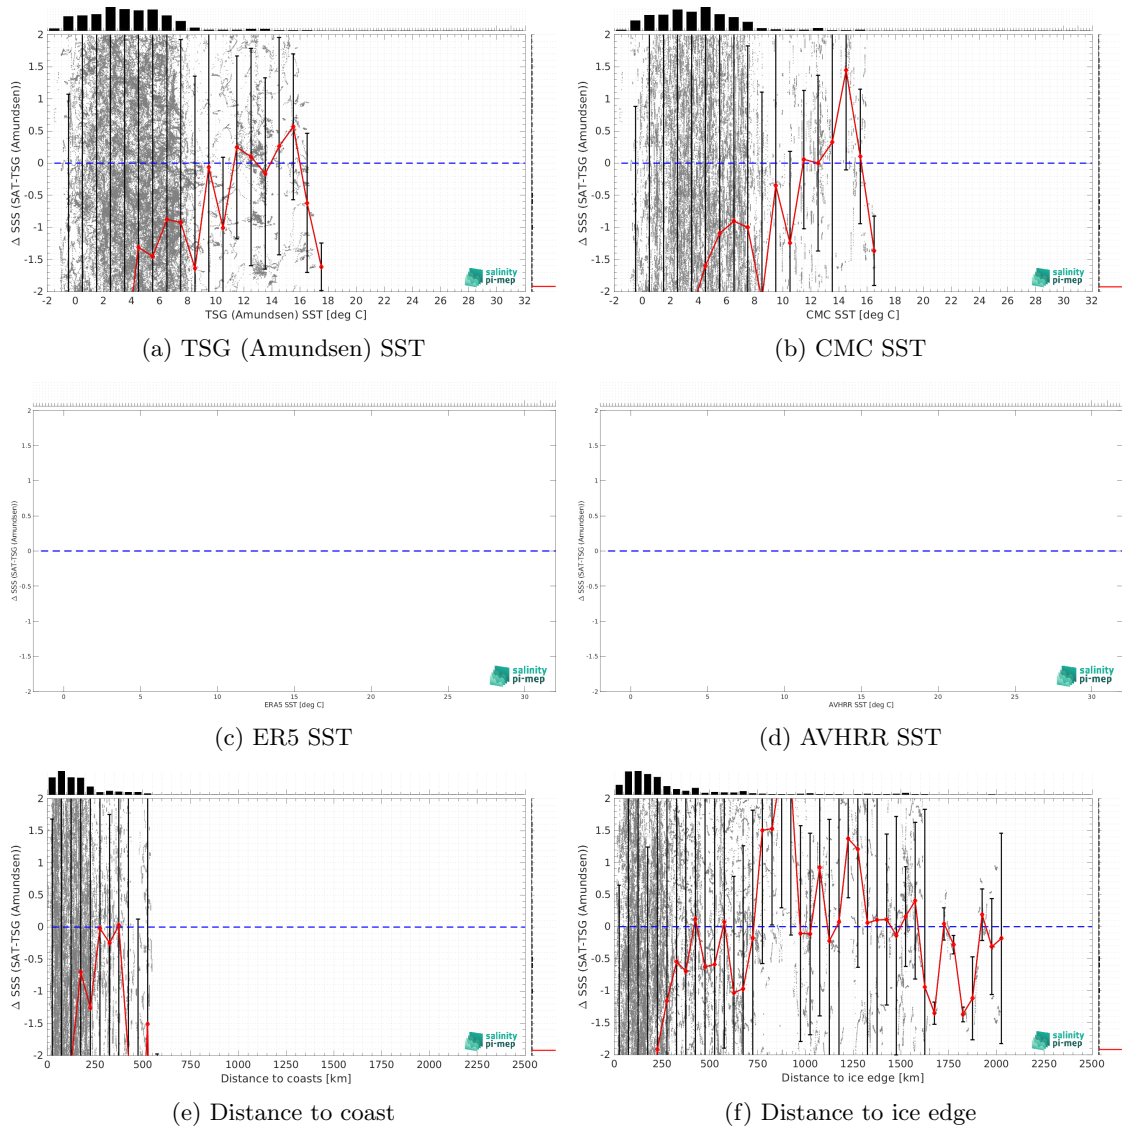 2
1.5
1
0.5
0
-0.5
-1
-1.5
-2
Δ SSS (SAT-TSG (Amundsen))
-2 0 2 4 6 8 10 12 14 16 18 20 22 24 26 28 30 32
TSG (Amundsen) SST [deg C]
salinity
pi-mep
(a) TSG (Amundsen) SST
2
1.5
1
0.5
0
-0.5
-1
-1.5
-2
Δ SSS (SAT-TSG (Amundsen))
-2 0 2 4 6 8 10 12 14 16 18 20 22 24 26 28 30 32
CMC SST [deg C]
salinity
pi-mep
(b) CMC SST
2
1.5
1
0.5
0
-0.5
-1
-1.5
-2
Δ SSS (SAT-TSG (Amundsen))
0 5 10 15 20 25 30
ERA5 SST [deg C]
salinity
pi-mep
(c) ER5 SST
2
1.5
1
0.5
0
-0.5
-1
-1.5
-2
Δ SSS (SAT-TSG (Amundsen))
0 5 10 15 20 25 30
AVHRR SST [deg C]
salinity
pi-mep
(d) AVHRR SST
2
1.5
1
0.5
0
-0.5
-1
-1.5
-2
Δ SSS (SAT-TSG (Amundsen))
0 250 500 750 1000 1250 1500 1750 2000 2250 2500
Distance to coasts [km]
salinity
pi-mep
(e) Distance to coast
2
1.5
1
0.5
0
-0.5
-1
-1.5
-2
Δ SSS (SAT-TSG (Amundsen))
0 250 500 750 1000 1250 1500 1750 2000 2250 2500
Distance to ice edge [km]
salinity
pi-mep
(f) Distance to ice edge